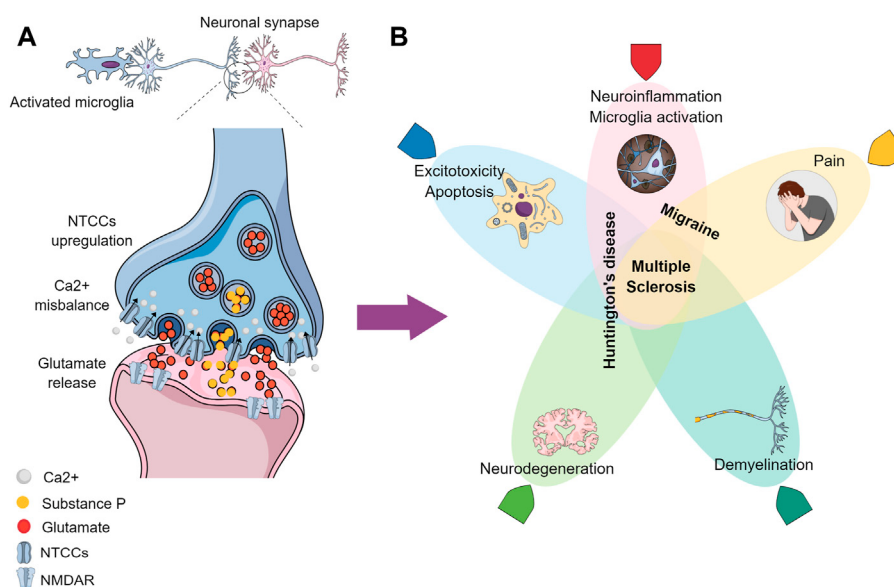 A
Neuronal synapse
Activated microglia
NTCCs
upregulation
Ca2+
misbalance
Glutamate
release
Ca2+
Substance P
Glutamate
NTCCs
NMDAR
B
Neuroinflammation
Microglia activation
Excitotoxicity
Apoptosis
Pain
Migraine
Huntington's disease
Multiple
Sclerosis
Neurodegeneration
Demyelination